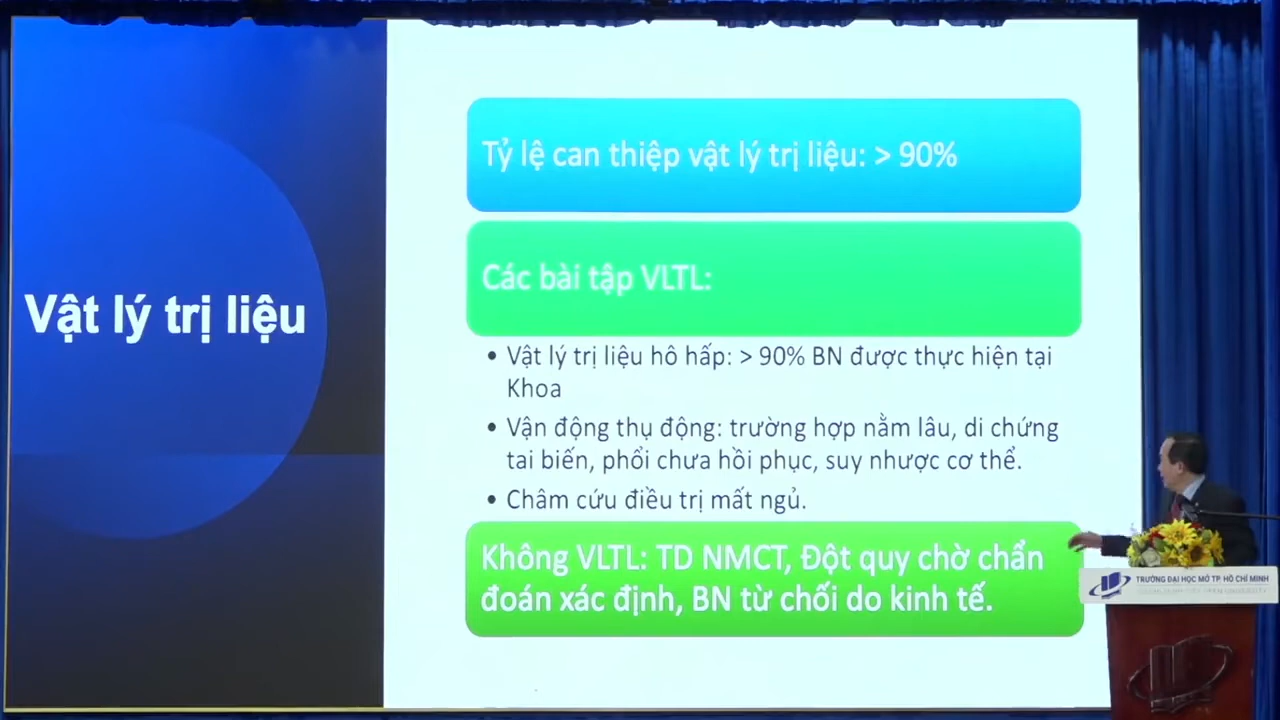 Vật lý trị liệu
Tỷ lệ can thiệp vật lý trị liệu: > 90%
Các bài tập VLTL:
• Vật lý trị liệu hô hấp: > 90% BN được thực hiện tại
Khoa
• Vận động thụ động: trường hợp nằm lâu, di chứng
tai biến, phổi chưa hồi phục, suy nhược cơ thể.
• Châm cứu điều trị mất ngủ.
Không VLTL: TD NMCT, Đột quy chờ chẩn
đoán xác định, BN từ chối do kinh tế.
TRƯỜNG ĐẠI HỌC MỞ TP. HỒ CHÍ MINH